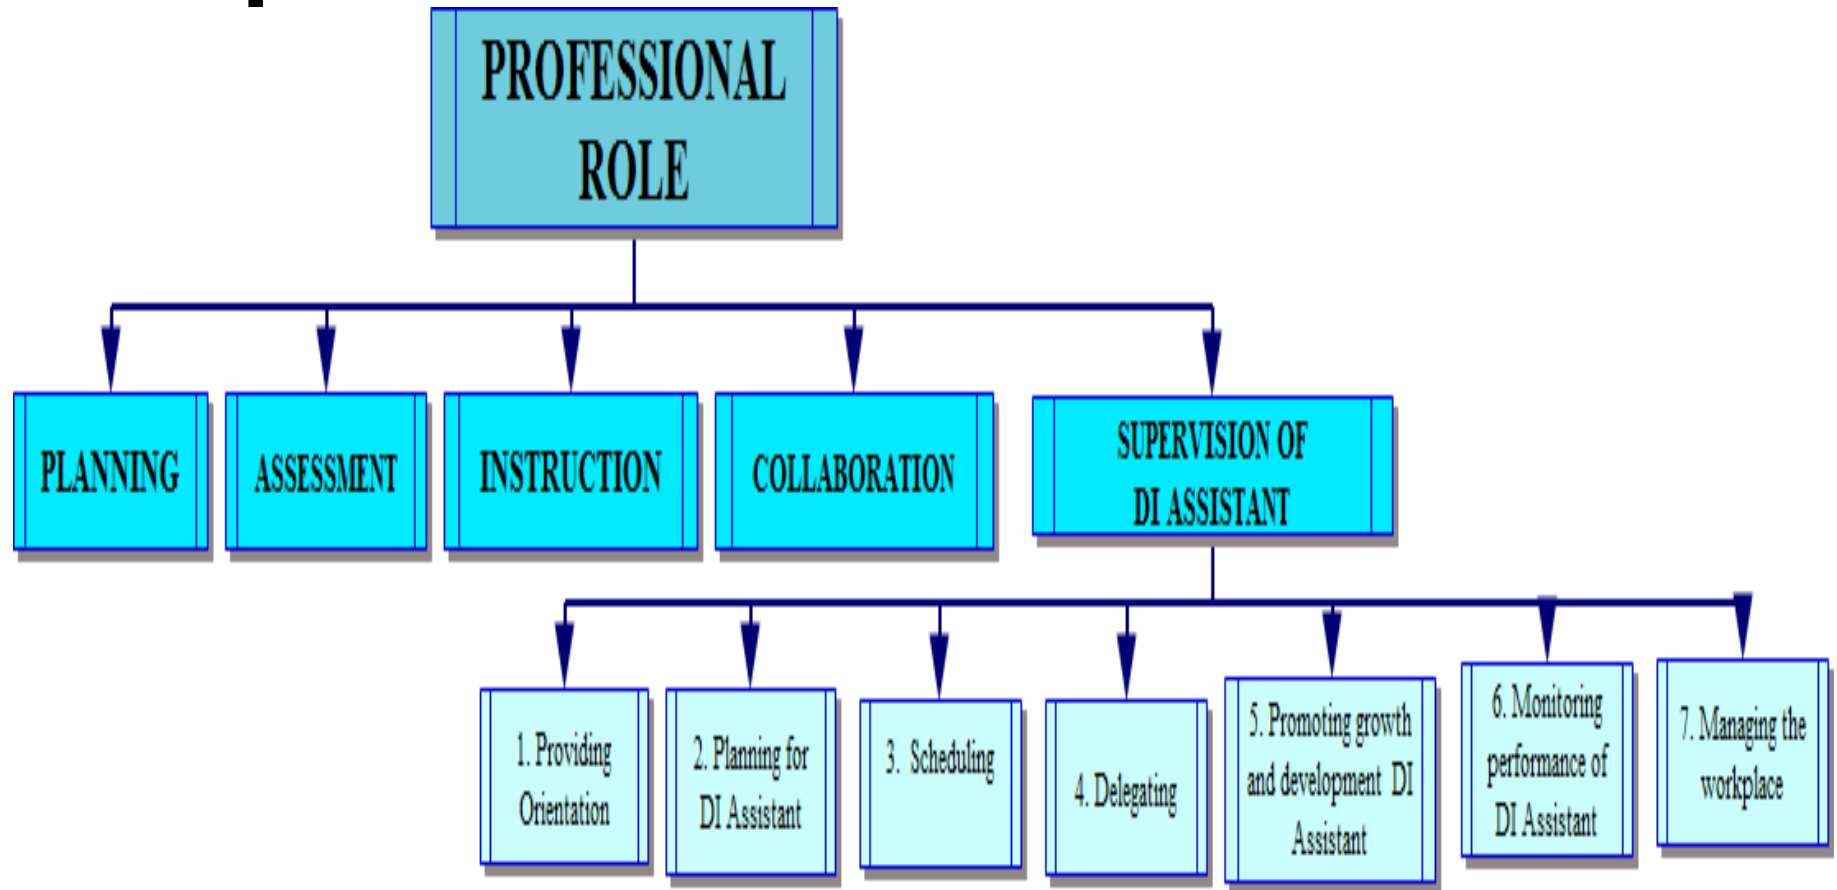 PROFESSIONAL
ROLE
PLANNING
ASSESSMENT
INSTRUCTION
COLLABORATION
SUPERVISION OF
DI ASSISTANT
1. Providing
Orientation
2. Planning for
DI Assistant
3.  Scheduling
4. Delegating
5. Promoting growth
and development  DI
Assistant
6. Monitoring
performance of
DI Assistant
7. Managing the
workplace